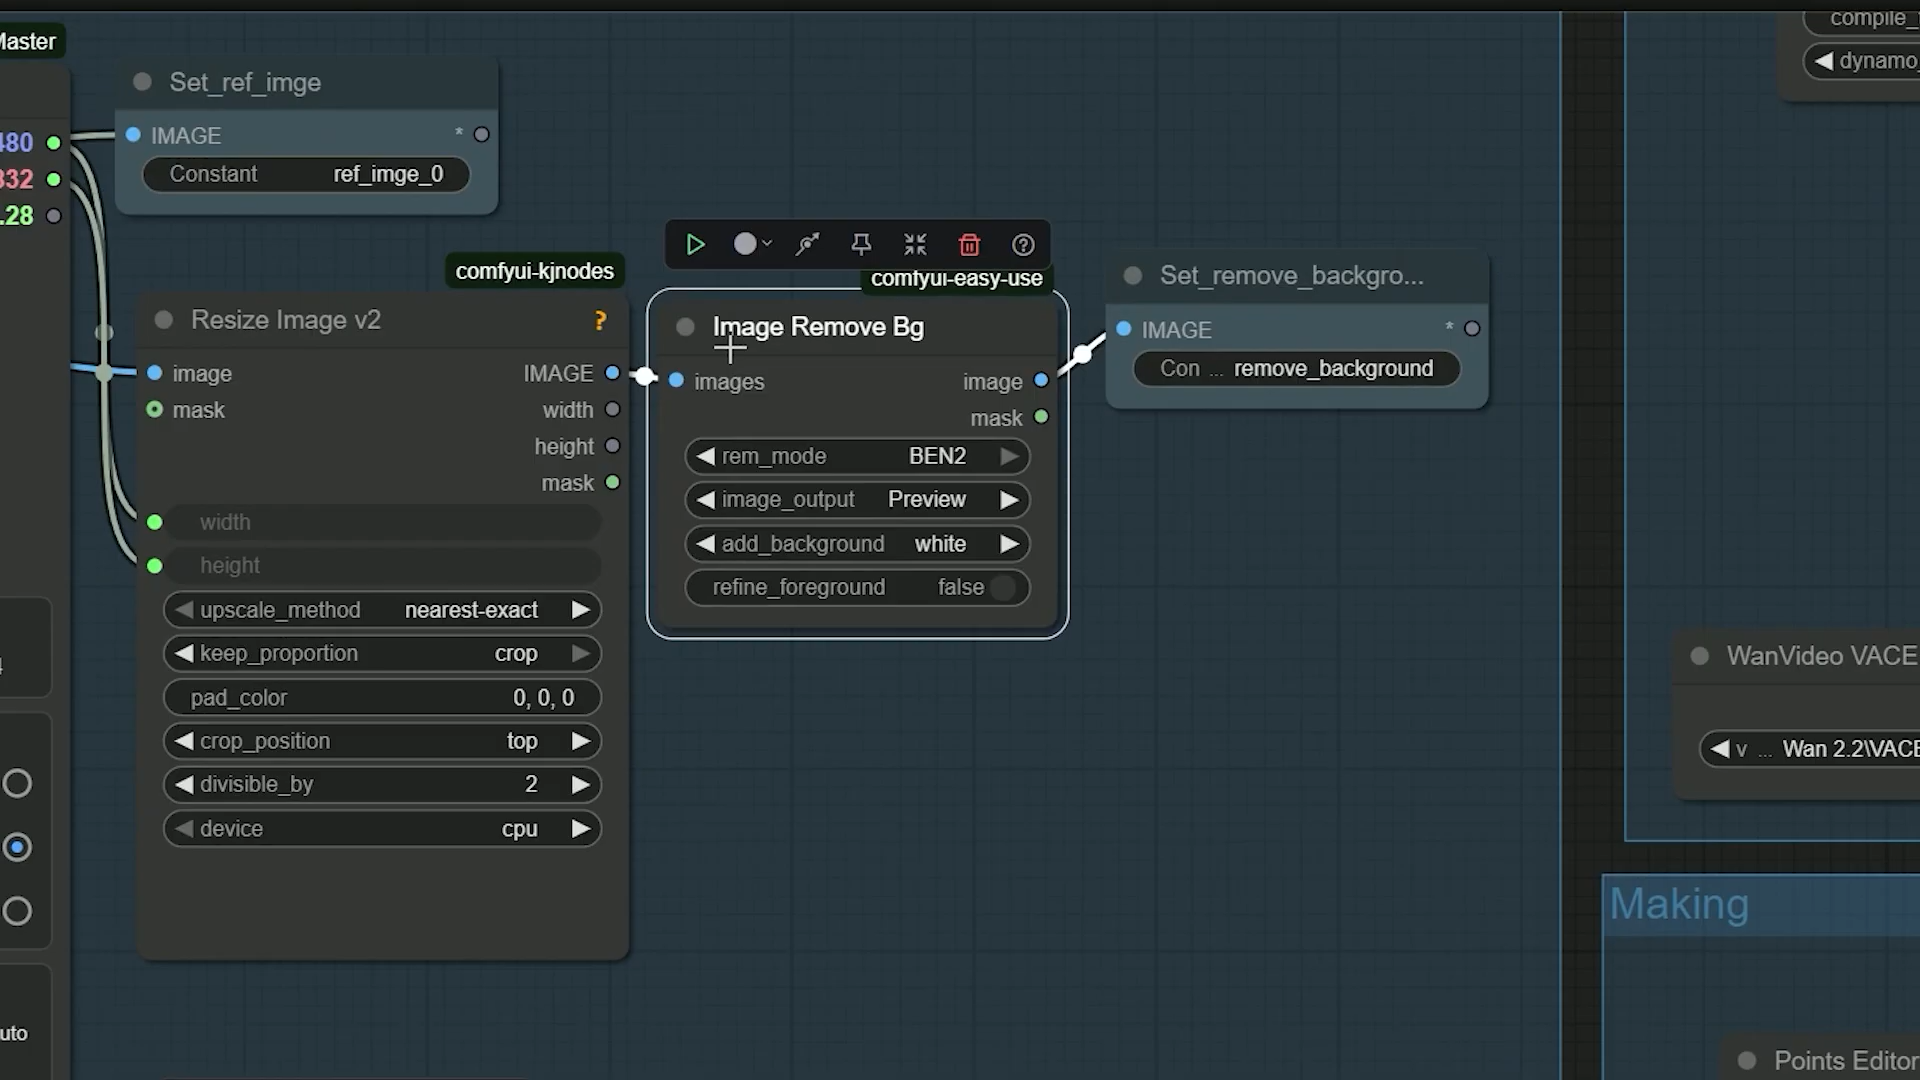 Master
480
832
.28
Set_ref_imge
IMAGE
*
Constant ref_imge_0
comfyui-kjnodes
Resize Image v2 ?
image IMAGE
mask width
height
mask
width
height
upscale_method nearest-exact
keep_proportion crop
pad_color 0, 0, 0
crop_position top
divisible_by 2
device cpu
comfyui-easy-use
Image Remove Bg
images image
mask
rem_mode BEN2
image_output Preview
add_background white
refine_foreground false
Set_remove_backgro...
IMAGE *
Con ... remove_background
compile_
dynamo_
WanVideo VACE
v ... Wan 2.2\VACE
Making
Points Editor
uto